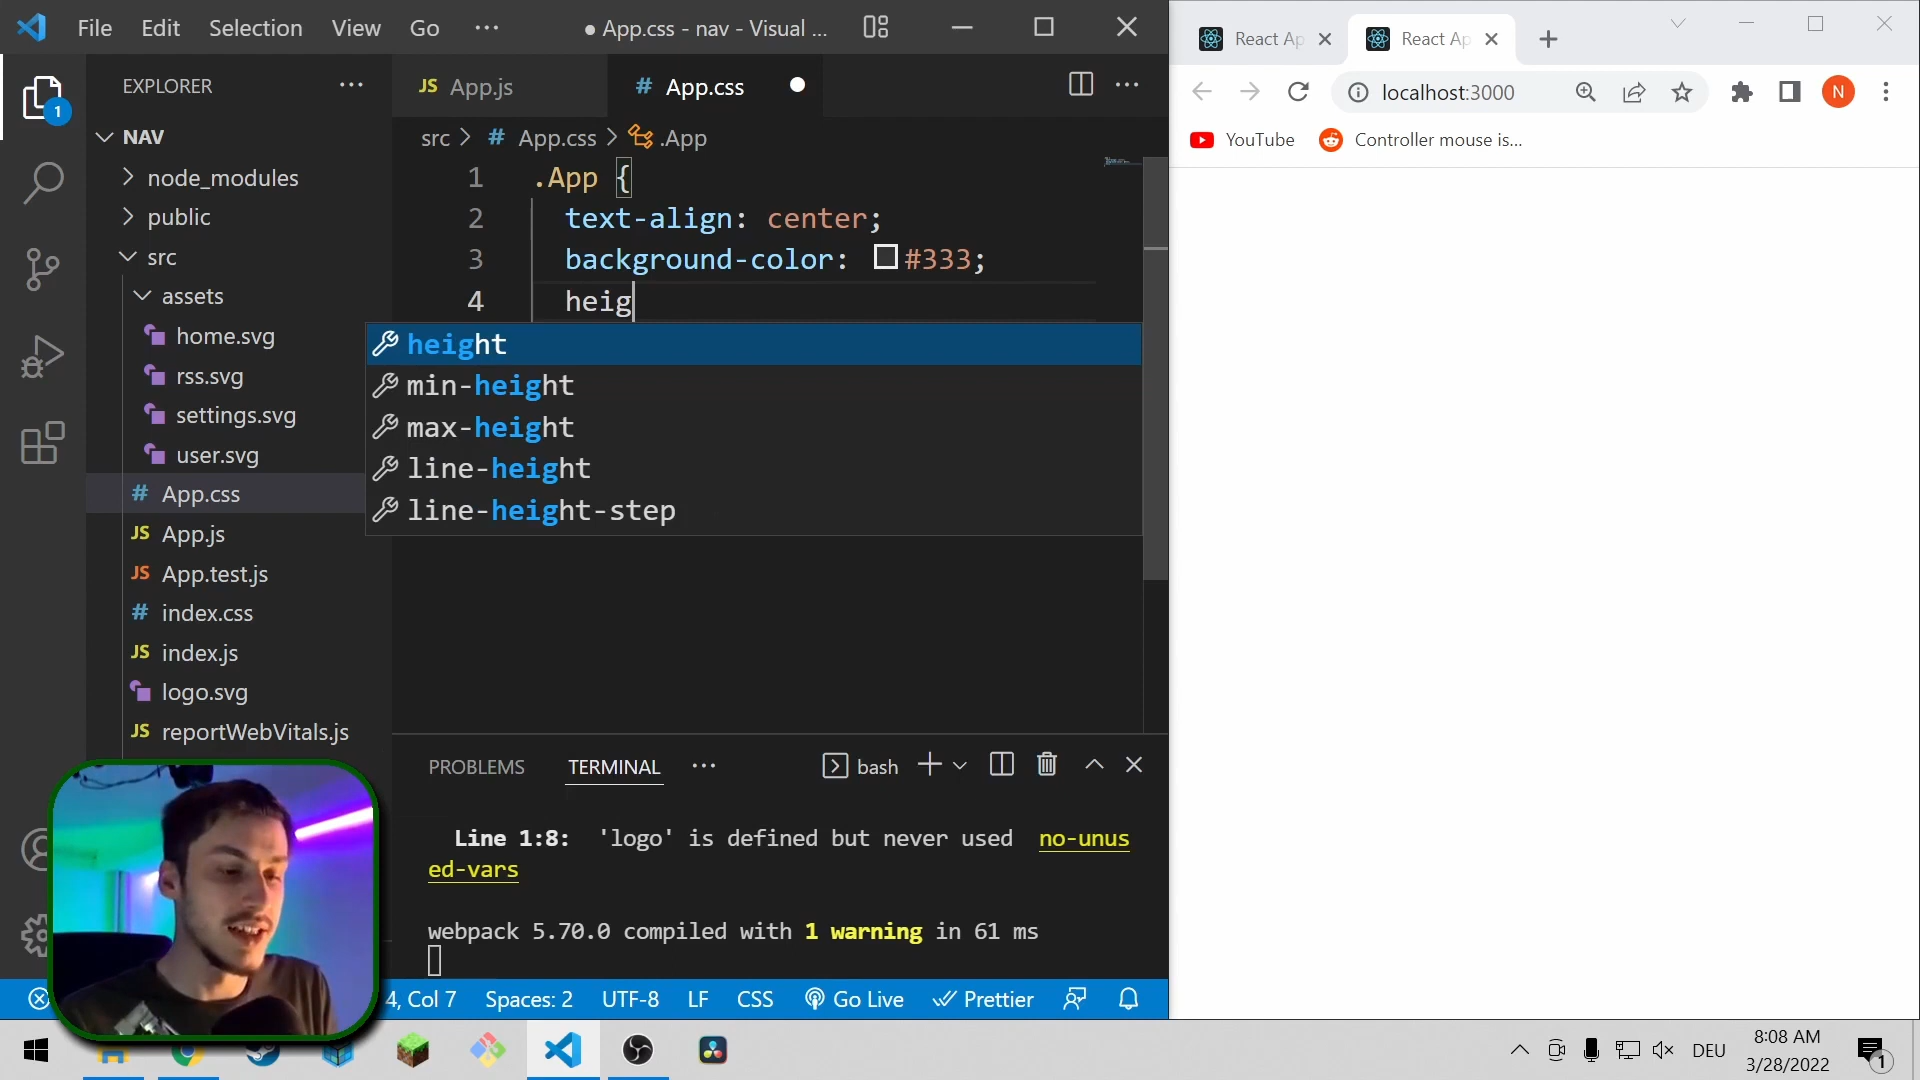 File Edit Selection View Go ··· ● App.css - nav - Visual ...
EXPLORER ···
1
NAV
node_modules
public
src
assets
home.svg
rss.svg
settings.svg
user.svg
# App.css
JS App.js
JS App.test.js
# index.css
JS index.js
logo.svg
JS reportWebVitals.js
JS App.js
# App.css
src > # App.css > .App
1 .App {
2 text-align: center;
3 background-color: #333;
4 heig
height
min-height
max-height
line-height
line-height-step
PROBLEMS TERMINAL ··· bash
Line 1:8: 'logo' is defined but never used no-unus
ed-vars
webpack 5.70.0 compiled with 1 warning in 61 ms
4, Col 7 Spaces: 2 UTF-8 LF CSS Go Live Prettier
React Ap
React Ap
localhost:3000
N
YouTube
Controller mouse is...
DEU
8:08 AM
3/28/2022
1